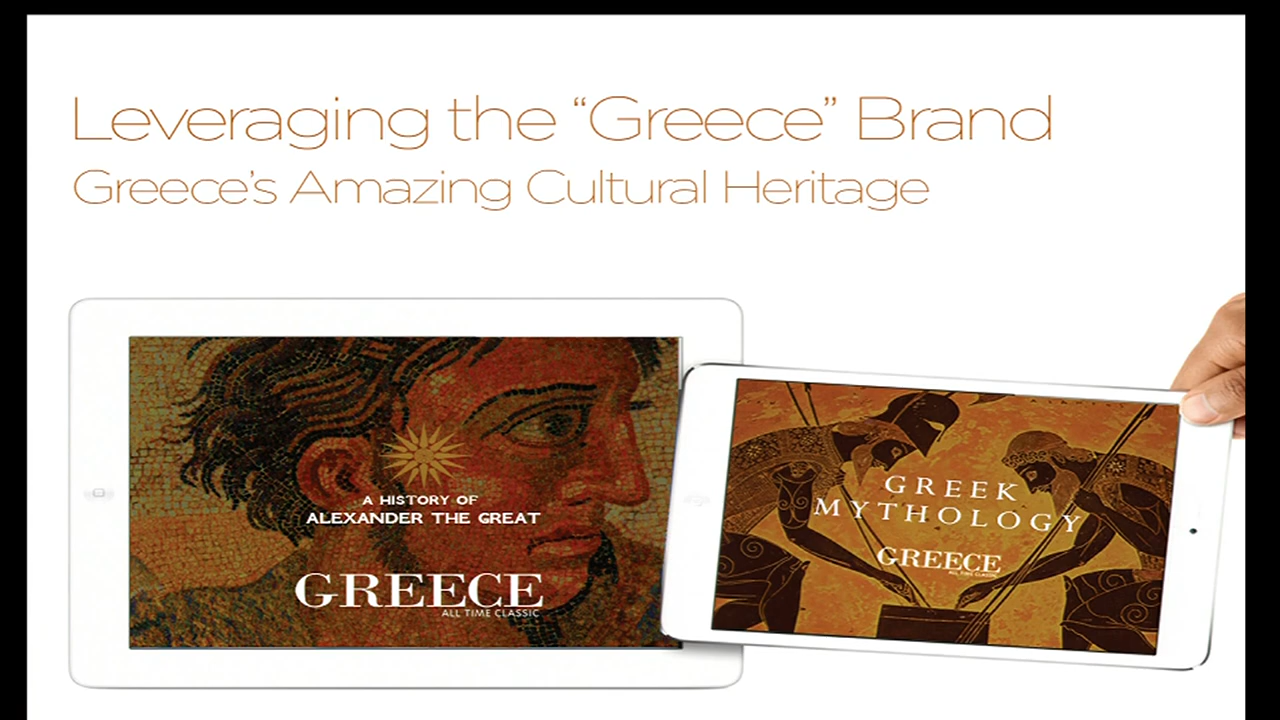 Leveraging the “Greece” Brand
Greece’s Amazing Cultural Heritage
A HISTORY OF
ALEXANDER THE GREAT
GREECE
ALL TIME CLASSIC
GREEK
MYTHOLOGY
GREECE
ALL TIME CLASSIC